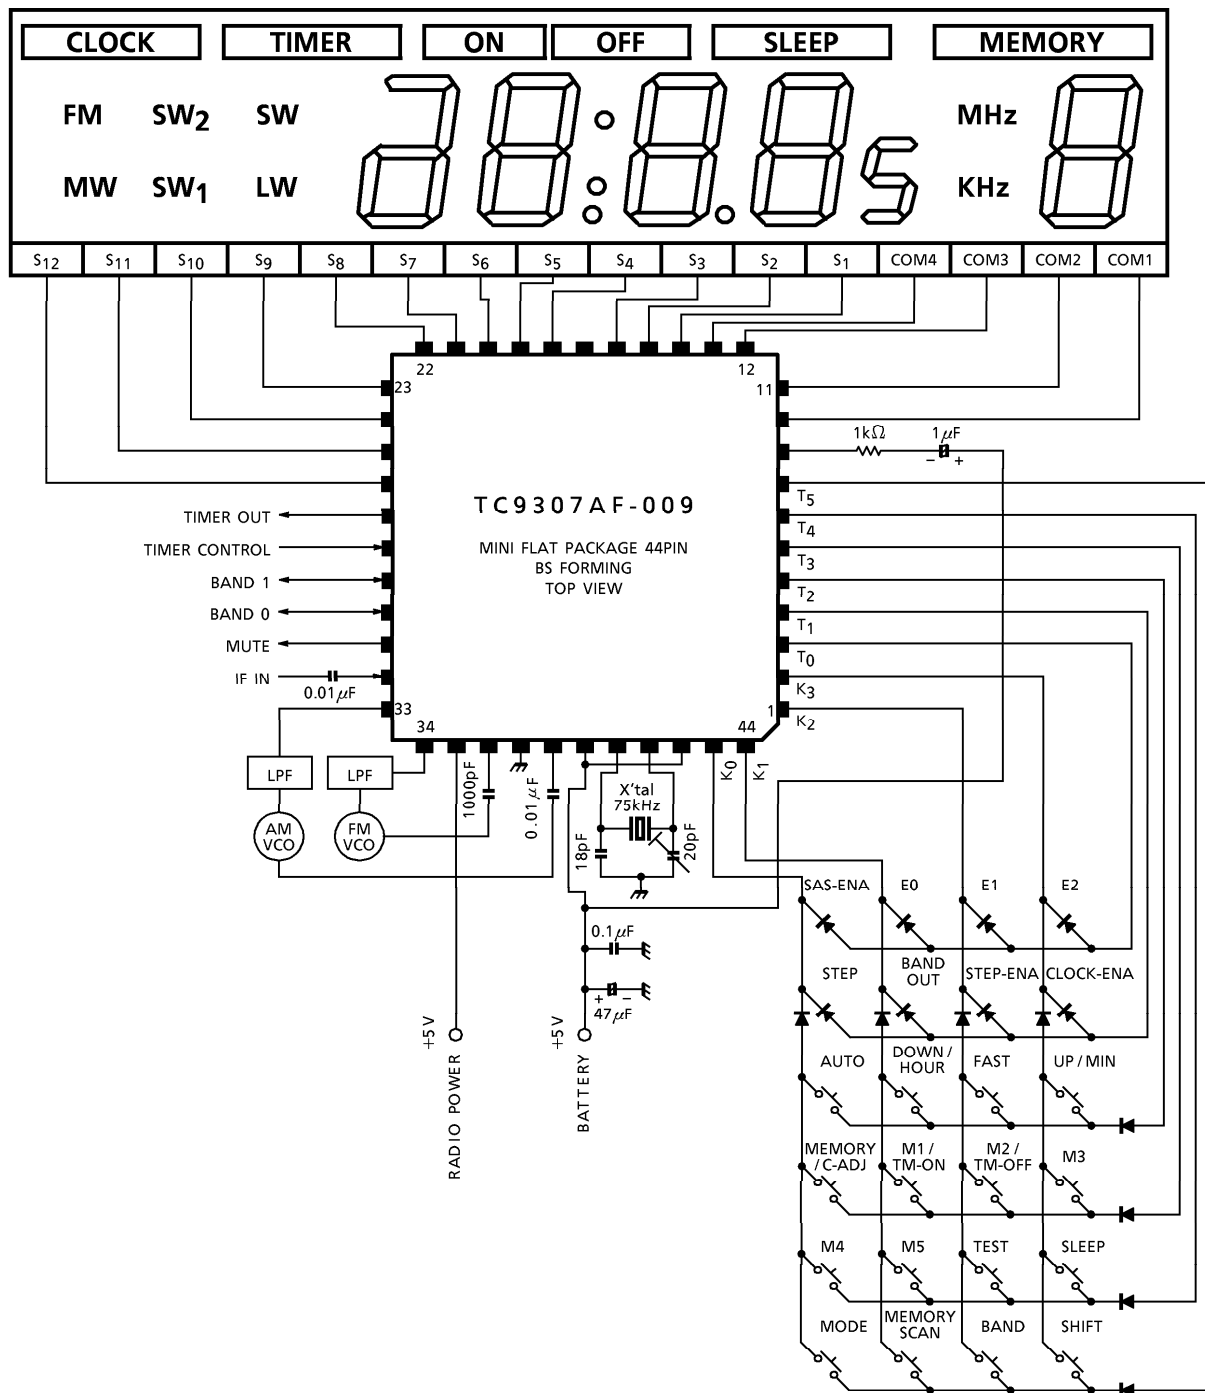 CLOCK TIMER ON OFF SLEEP MEMORY
FM SW2 SW MHz
MW SW1 LW KHz
S12 S11 S10 S9 S8 S7 S6 S5 S4 S3 S2 S1 COM4 COM3 COM2 COM1
22 12
23 11
1kΩ 1μF
- +
TC9307AF-009
MINI FLAT PACKAGE 44PIN
BS FORMING
TOP VIEW
TIMER OUT
TIMER CONTROL
BAND 1
BAND 0
MUTE
IF IN
0.01μF
T5
T4
T3
T2
T1
T0
K3
K2
33 1
34 44
K0 K1
LPF LPF
AM VCO
FM VCO
1000pF
0.01μF
X'tal
75kHz
18pF
20pF
0.1μF
+ -
47μF
+5V
RADIO POWER
+5V
BATTERY
SAS-ENA E0 E1 E2
STEP BAND OUT STEP-ENA CLOCK-ENA
AUTO DOWN / HOUR FAST UP / MIN
MEMORY / C-ADJ M1 / TM-ON M2 / TM-OFF M3
M4 M5 TEST SLEEP
MODE MEMORY SCAN BAND SHIFT